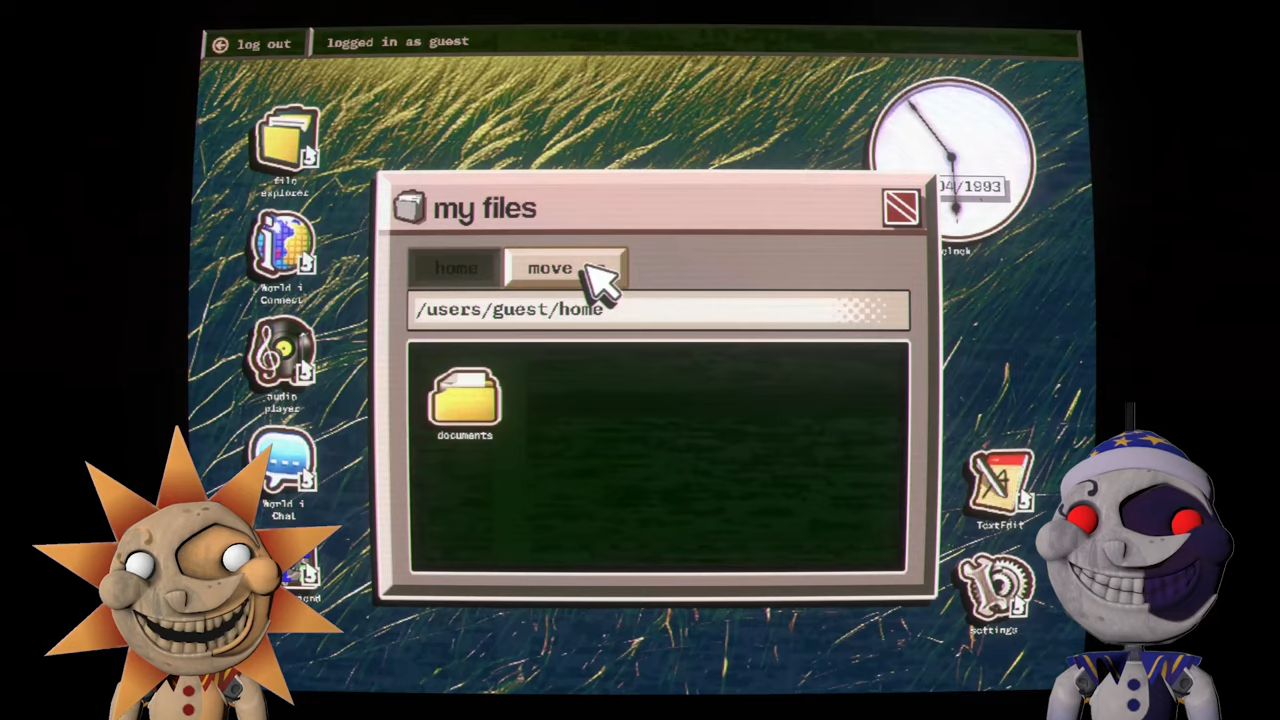 log out
logged in as guest
file
explorer
04/1993
my files
clock
home
move
World i
Connect
/users/guest/home
audio
player
documents
World i
Chat
TextEdit
settings